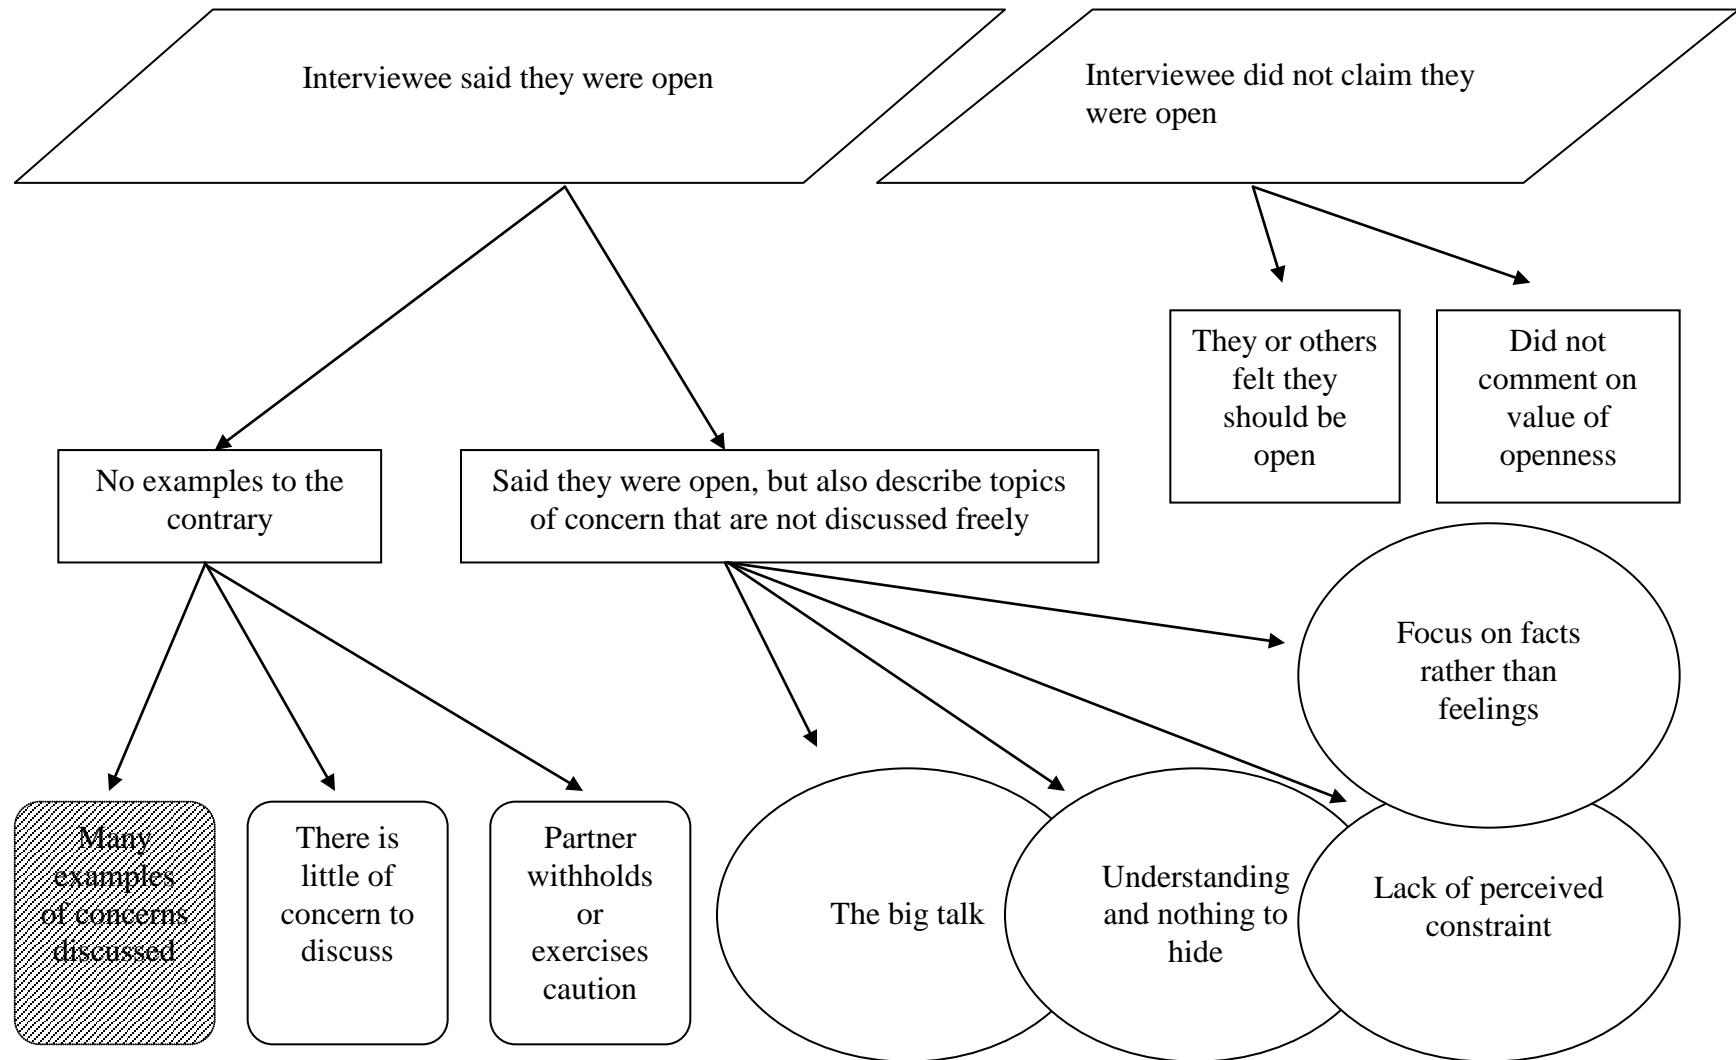 Interviewee said they were open
Interviewee did not claim they
were open
They or others
felt they
should be
open
Did not
comment on
value of
openness
No examples to the
contrary
Said they were open, but also describe topics
of concern that are not discussed freely
Focus on facts
rather than
feelings
Many
examples
of concerns
discussed
There is
little of
concern to
discuss
Partner
withholds
or
exercises
caution
The big talk
Understanding
and nothing to
hide
Lack of perceived
constraint